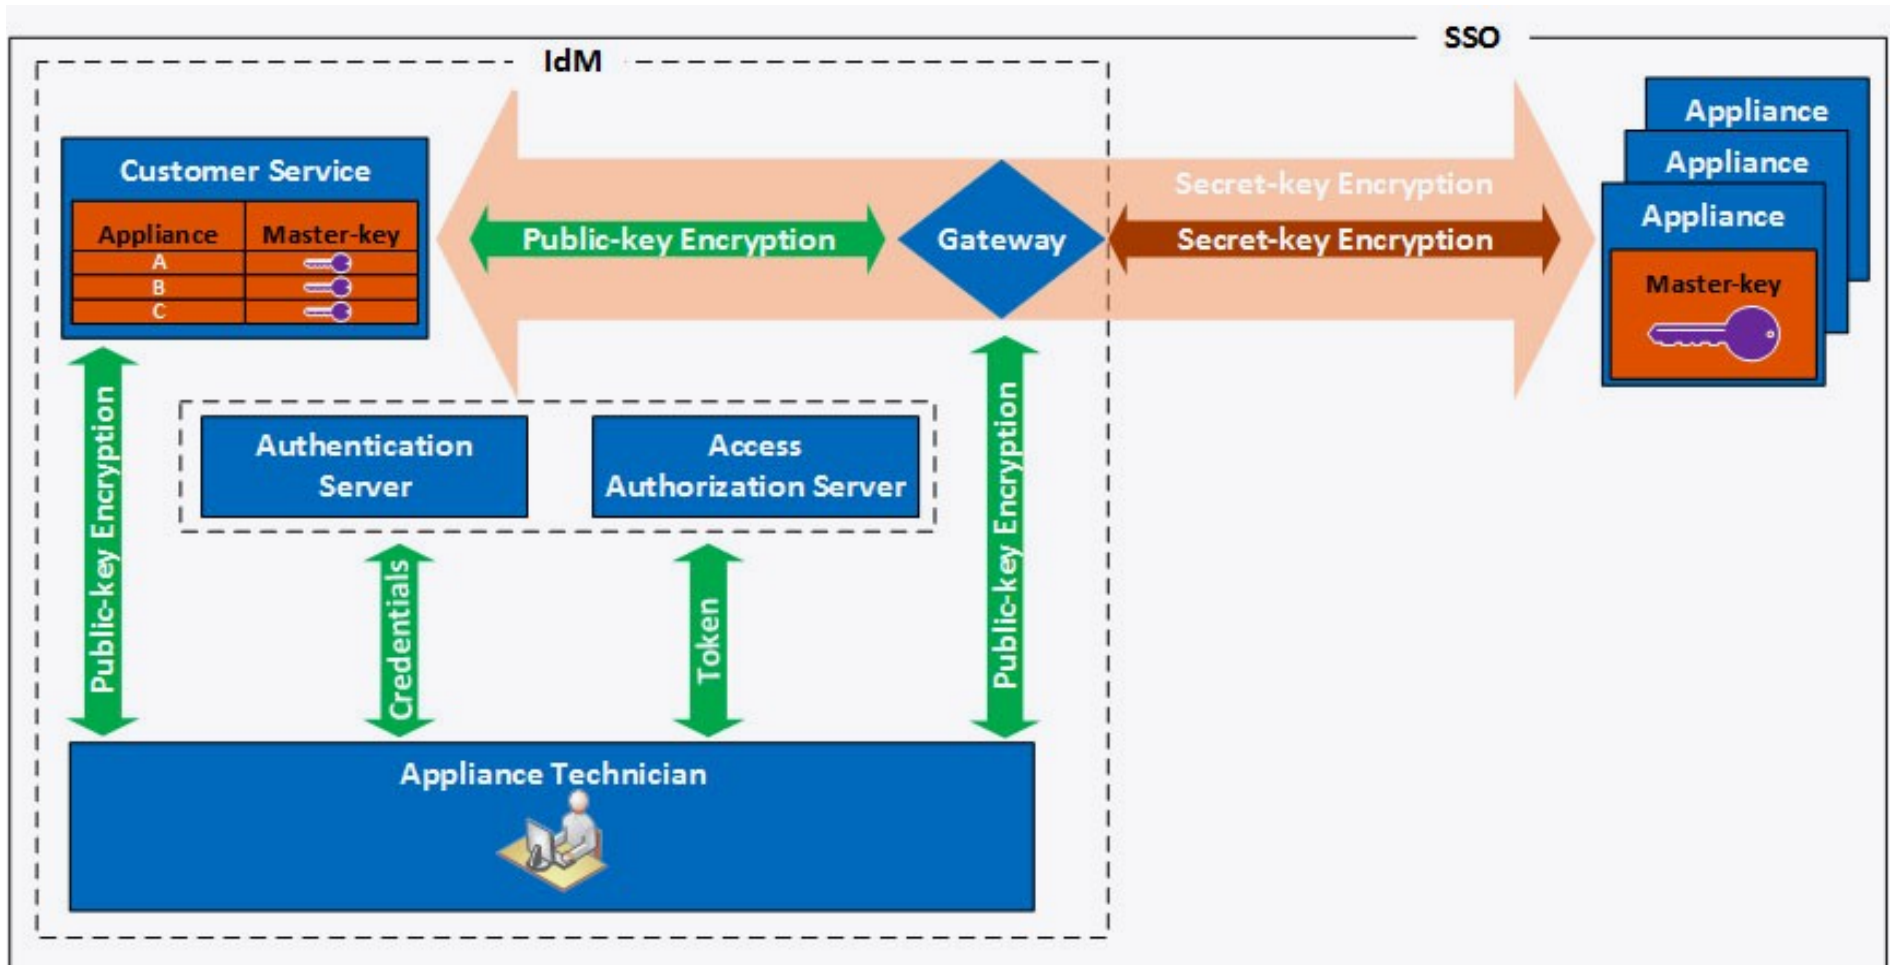 SSO
IdM
Customer Service
Appliance Master-key
A
B
C
Public-key Encryption
Gateway
Secret-key Encryption
Secret-key Encryption
Appliance
Appliance
Appliance
Master-key
Authentication
Server
Access
Authorization Server
Public-key Encryption
Credentials
Token
Public-key Encryption
Appliance Technician